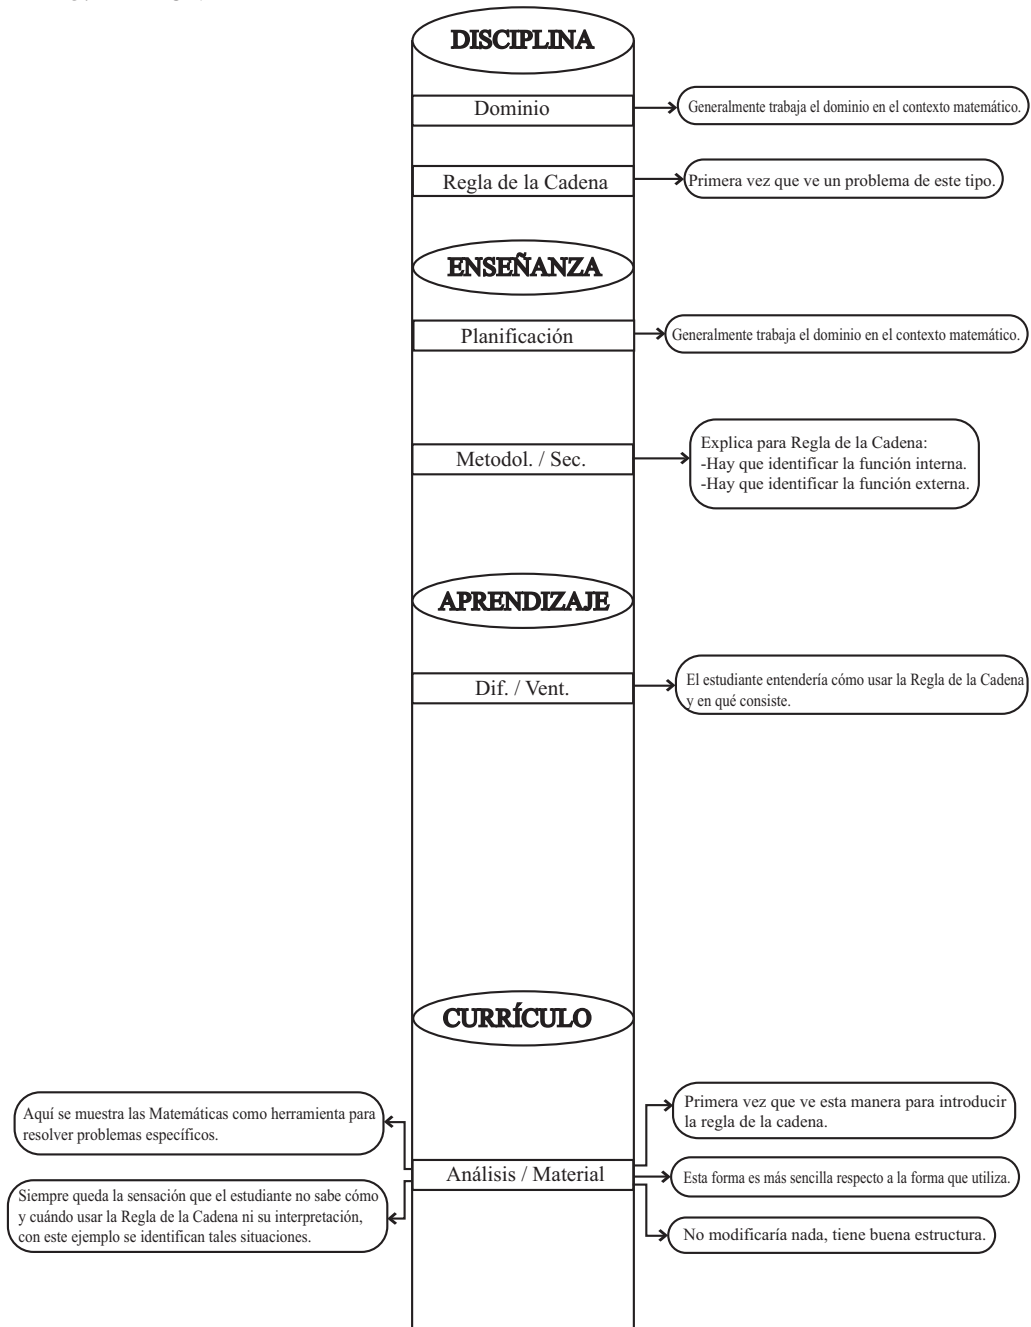 DISCIPLINA
Dominio
Generalmente trabaja el dominio en el contexto matemático.
Regla de la Cadena
Primera vez que ve un problema de este tipo.
ENSEÑANZA
Planificación
Generalmente trabaja el dominio en el contexto matemático.
Metodol. / Sec.
Explica para Regla de la Cadena:
-Hay que identificar la función interna.
-Hay que identificar la función externa.
APRENDIZAJE
Dif. / Vent.
El estudiante entendería cómo usar la Regla de la Cadena
y en qué consiste.
CURRÍCULO
Aquí se muestra las Matemáticas como herramienta para
resolver problemas específicos.
Siempre queda la sensación que el estudiante no sabe cómo
y cuándo usar la Regla de la Cadena ni su interpretación,
con este ejemplo se identifican tales situaciones.
Análisis / Material
Primera vez que ve esta manera para introducir
la regla de la cadena.
Esta forma es más sencilla respecto a la forma que utiliza.
No modificaría nada, tiene buena estructura.